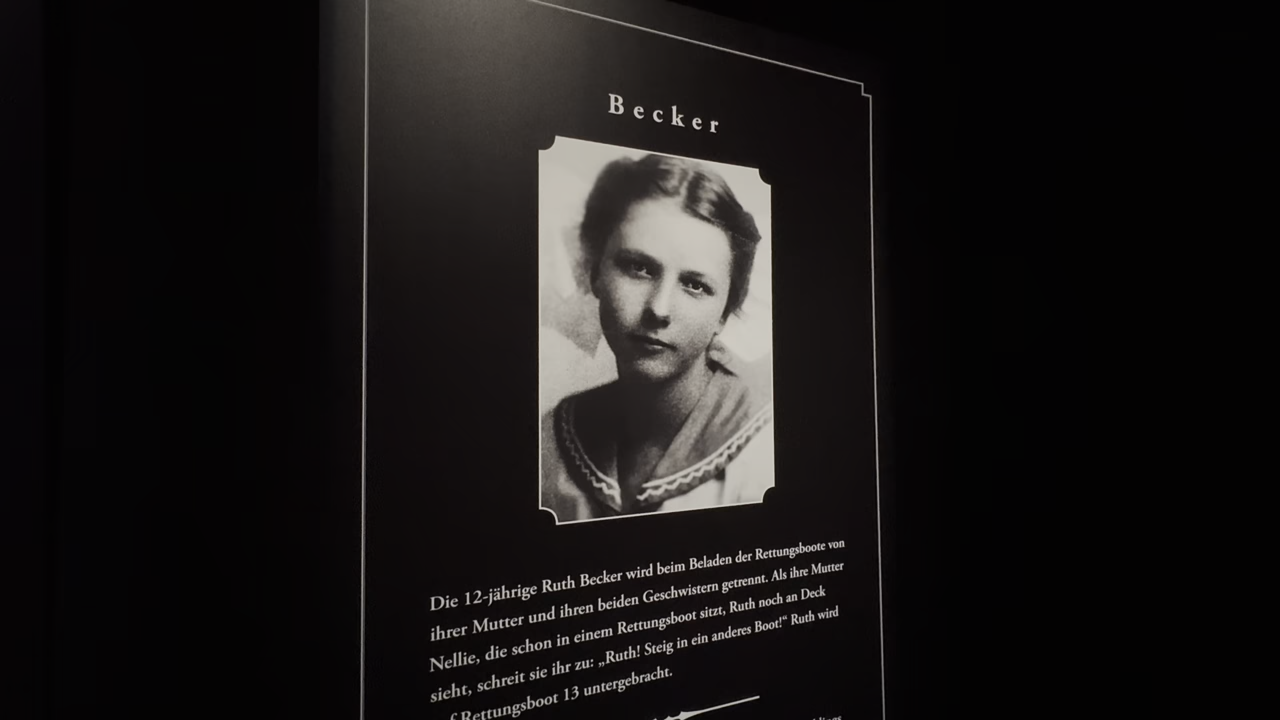 Becker
Die 12-jährige Ruth Becker wird beim Beladen der Rettungsboote von
ihrer Mutter und ihren beiden Geschwistern getrennt. Als ihre Mutter
Nellie, die schon in einem Rettungsboot sitzt, Ruth noch an Deck
sieht, schreit sie ihr zu: „Ruth! Steig in ein anderes Boot!“ Ruth wird
Rettungsboot 13 untergebracht.